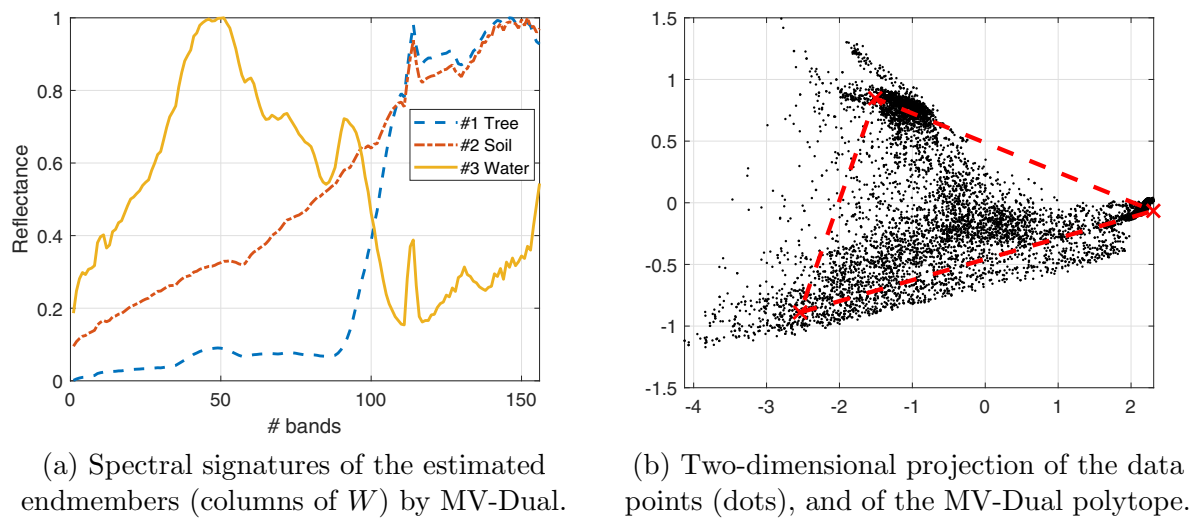 1
0.8
0.6
0.4
0.2
0
Reflectance
0 50 100 150
# bands
#1 Tree
#2 Soil
#3 Water
1.5
1
0.5
0
-0.5
-1
-1.5
-4 -3 -2 -1 0 1 2
(a) Spectral signatures of the estimated
endmembers (columns of W) by MV-Dual.
(b) Two-dimensional projection of the data
points (dots), and of the MV-Dual polytope.